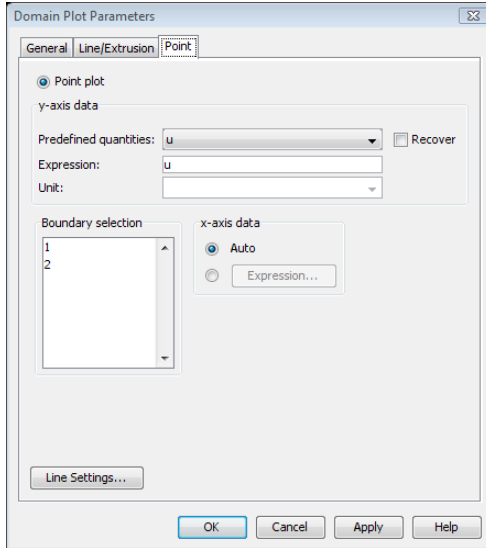 Domain Plot Parameters
General Line/Extrusion Point
Point plot
y-axis data
Predefined quantities: u Recover
Expression: u
Unit:
Boundary selection
1
2
x-axis data
Auto
Expression...
Line Settings...
OK Cancel Apply Help